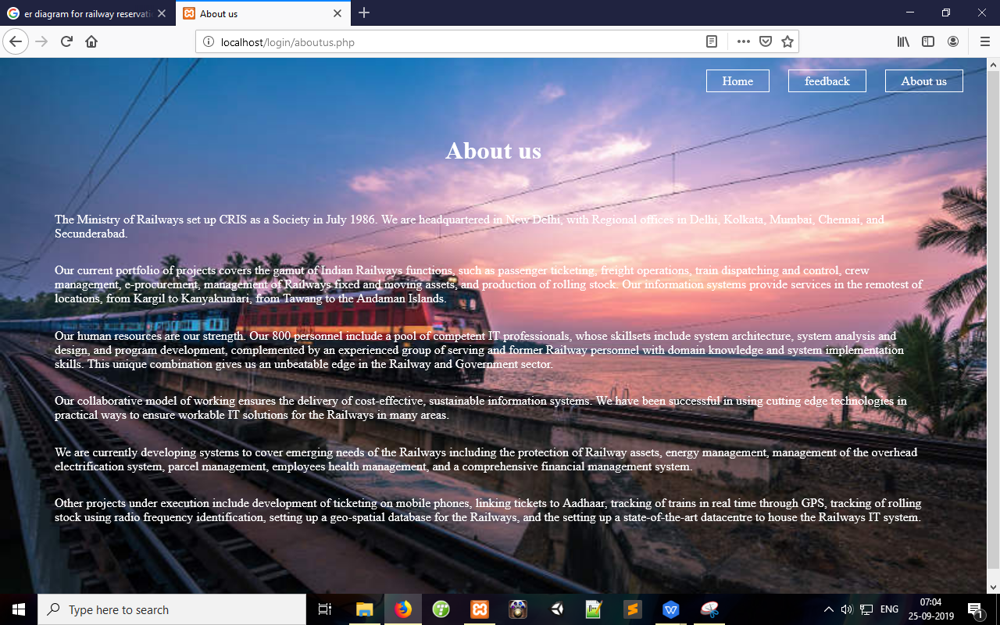 er diagram for railway reservati
About us
localhost/login/aboutus.php
Home
feedback
About us
About us
The Ministry of Railways set up CRIS as a Society in July 1986. We are headquartered in New Delhi, with Regional offices in Delhi, Kolkata, Mumbai, Chennai, and
Secunderabad.
Our current portfolio of projects covers the gamut of Indian Railways functions, such as passenger ticketing, freight operations, train dispatching and control, crew
management, e-procurement, management of Railways fixed and moving assets, and production of rolling stock. Our information systems provide services in the remotest of
locations, from Kargil to Kanyakumari, from Tawang to the Andaman Islands.
Our human resources are our strength. Our 800 personnel include a pool of competent IT professionals, whose skillsets include system architecture, system analysis and
design, and program development, complemented by an experienced group of serving and former Railway personnel with domain knowledge and system implementation
skills. This unique combination gives us an unbeatable edge in the Railway and Government sector.
Our collaborative model of working ensures the delivery of cost-effective, sustainable information systems. We have been successful in using cutting edge technologies in
practical ways to ensure workable IT solutions for the Railways in many areas.
We are currently developing systems to cover emerging needs of the Railways including the protection of Railway assets, energy management, management of the overhead
electrification system, parcel management, employees health management, and a comprehensive financial management system.
Other projects under execution include development of ticketing on mobile phones, linking tickets to Aadhaar, tracking of trains in real time through GPS, tracking of rolling
stock using radio frequency identification, setting up a geo-spatial database for the Railways, and the setting up a state-of-the-art datacentre to house the Railways IT system.
Type here to search
ENG
07:04
25-09-2019
1